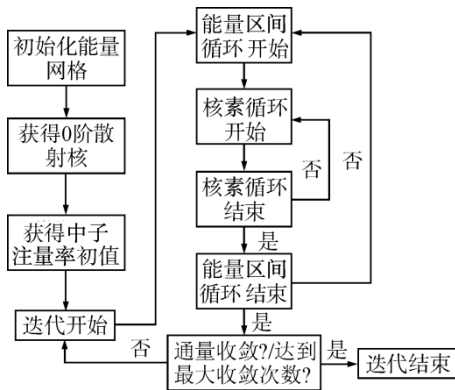 初始化能量
网格
获得0阶散
射核
获得中子
注量率初值
迭代开始
能量区间
循环 开始
核素循环
开始
否
否
核素循环
结束
是
能量区间
循环 结束
是
否
通量收敛?/达到
最大收敛次数?
是
迭代结束